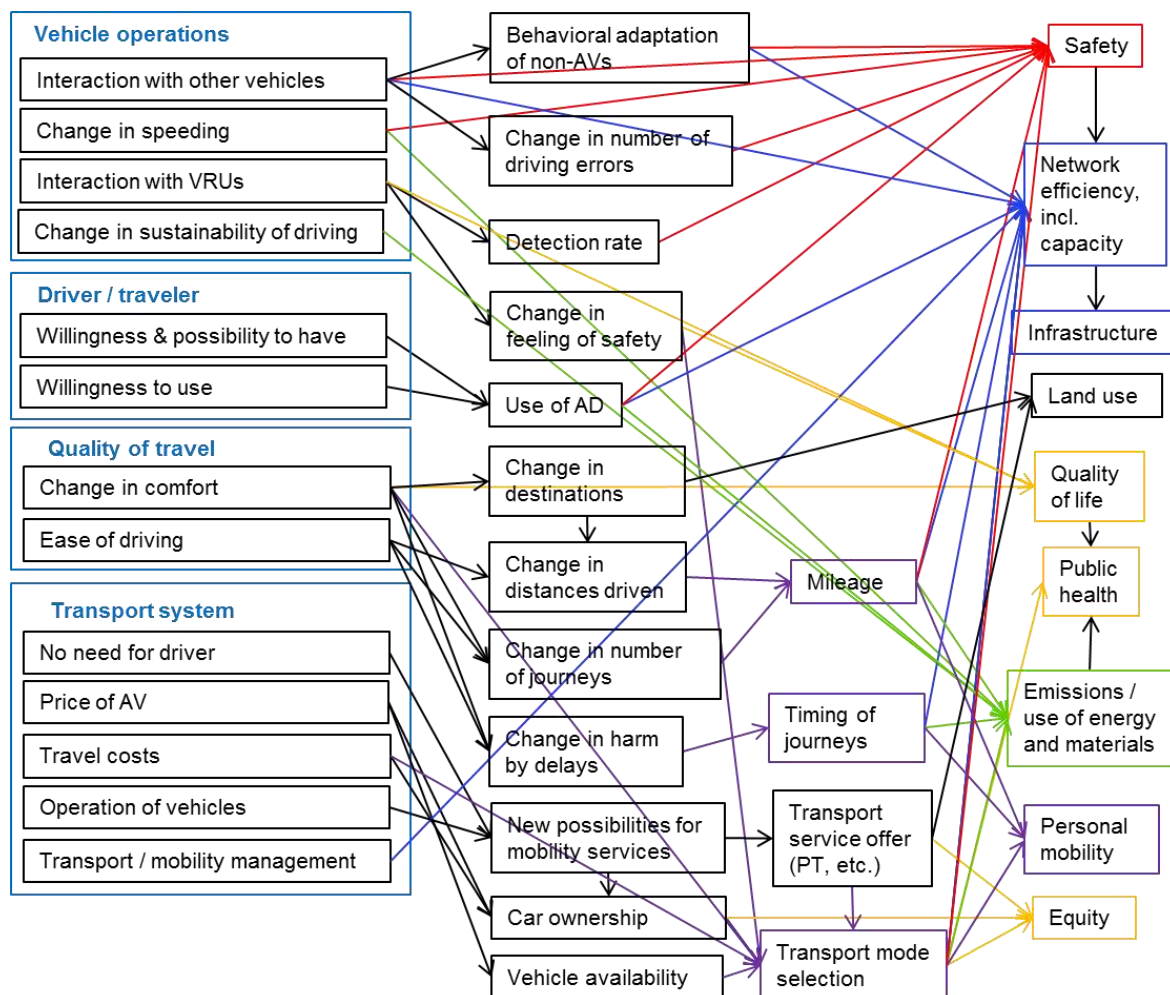 Vehicle operations
Interaction with other vehicles
Change in speeding
Interaction with VRUs
Change in sustainability of driving
Driver / traveler
Willingness & possibility to have
Willingness to use
Quality of travel
Change in comfort
Ease of driving
Transport system
No need for driver
Price of AV
Travel costs
Operation of vehicles
Transport / mobility management
Behavioral adaptation
of non-AVs
Change in number of
driving errors
Detection rate
Change in
feeling of safety
Use of AD
Change in
destinations
Change in
distances driven
Change in number
of journeys
Change in harm
by delays
New possibilities for
mobility services
Car ownership
Vehicle availability
Mileage
Timing of
journeys
Transport
service offer
(PT, etc.)
Transport mode
selection
Safety
Network
efficiency,
incl.
capacity
Infrastructure
Land use
Quality
of life
Public
health
Emissions /
use of energy
and materials
Personal
mobility
Equity